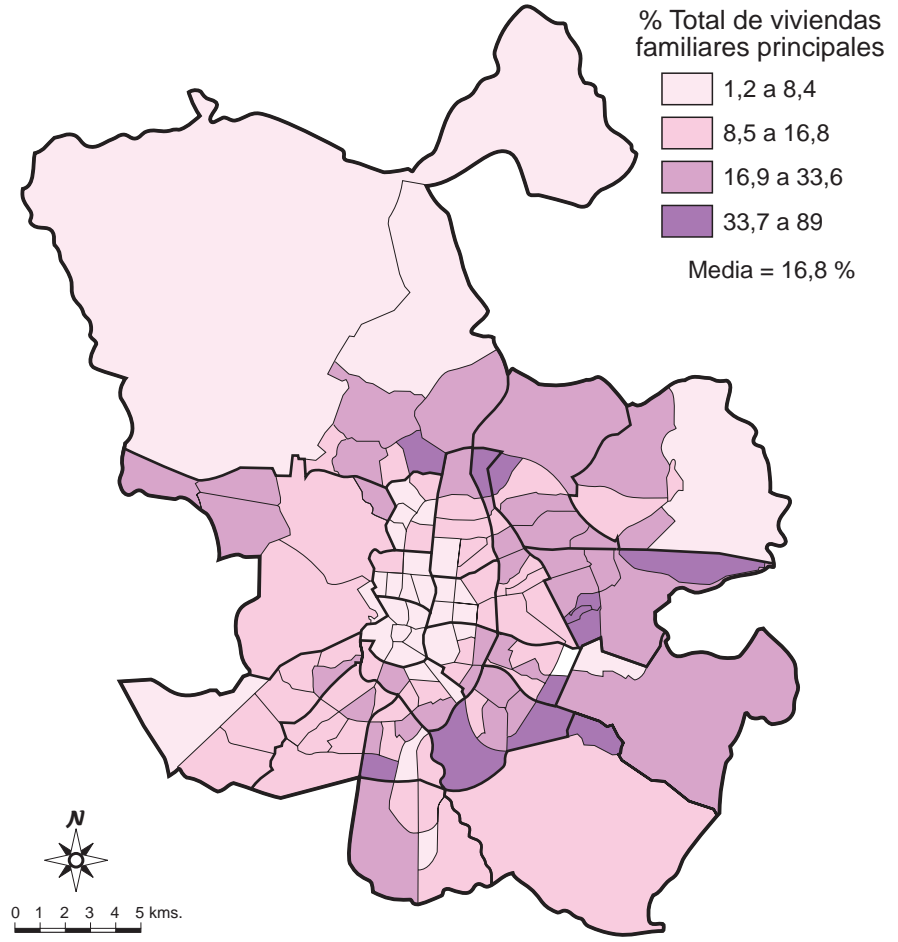 % Total de viviendas
familiares principales
1,2 a 8,4
8,5 a 16,8
16,9 a 33,6
33,7 a 89
Media = 16,8 %
N
0 1 2 3 4 5 kms.